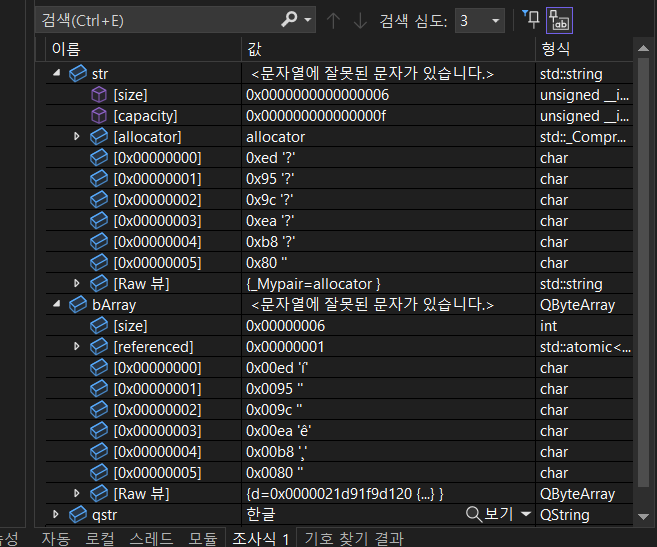 검색(Ctrl+E) 검색 심도: 3
이름 값 형식
str <문자열에 잘못된 문자가 있습니다.> std::string
[size] 0x0000000000000006 unsigned __i...
[capacity] 0x000000000000000f unsigned __i...
[allocator] allocator std::_Compr...
[0x00000000] 0xed '?' char
[0x00000001] 0x95 '?' char
[0x00000002] 0x9c '?' char
[0x00000003] 0xea '?' char
[0x00000004] 0xb8 '?' char
[0x00000005] 0x80 '' char
[Raw 뷰] {_Mypair=allocator } std::string
bArray <문자열에 잘못된 문자가 있습니다.> QByteArray
[size] 0x00000006 int
[referenced] 0x00000001 std::atomic<...
[0x00000000] 0x00ed 'í' char
[0x00000001] 0x0095 '' char
[0x00000002] 0x009c '' char
[0x00000003] 0x00ea 'ê' char
[0x00000004] 0x00b8 '¸' char
[0x00000005] 0x0080 '' char
[Raw 뷰] {d=0x0000021d91f9d120 {...} } QByteArray
qstr 한글 보기 QString
속성 자동 로컬 스레드 모듈 조사식 1 기호 찾기 결과